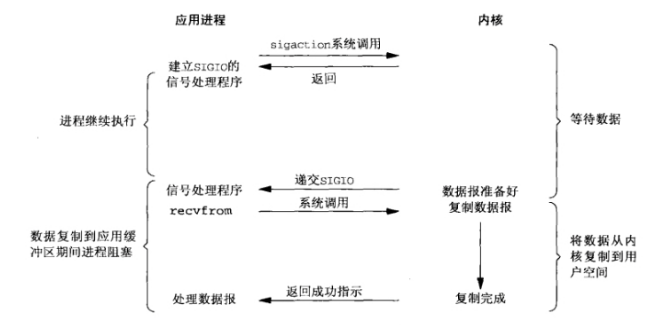 应用进程
内核
sigaction系统调用
建立SIGIO的
信号处理程序
返回
进程继续执行
等待数据
递交SIGIO
信号处理程序
数据报准备好
recvfrom
系统调用
复制数据报
数据复制到应用缓
冲区期间进程阻塞
将数据从内
核复制到用
户空间
处理数据报
返回成功指示
复制完成